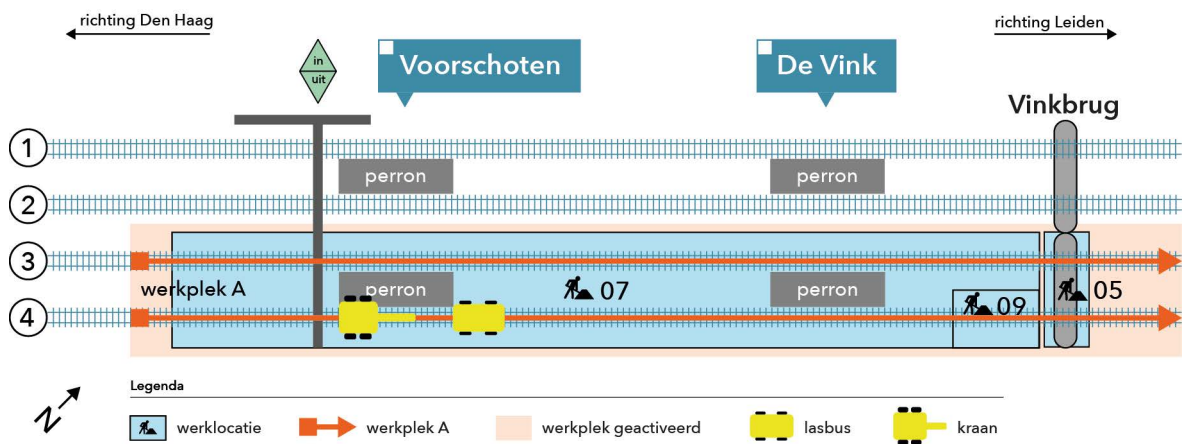 richting Den Haag
richting Leiden
in
uit
Voorschoten
De Vink
Vinkbrug
1
perron
perron
2
3
werkplek A
perron
07
perron
05
4
09
N
Legenda
werklocatie
werkplek A
werkplek geactiveerd
lasbus
kraan